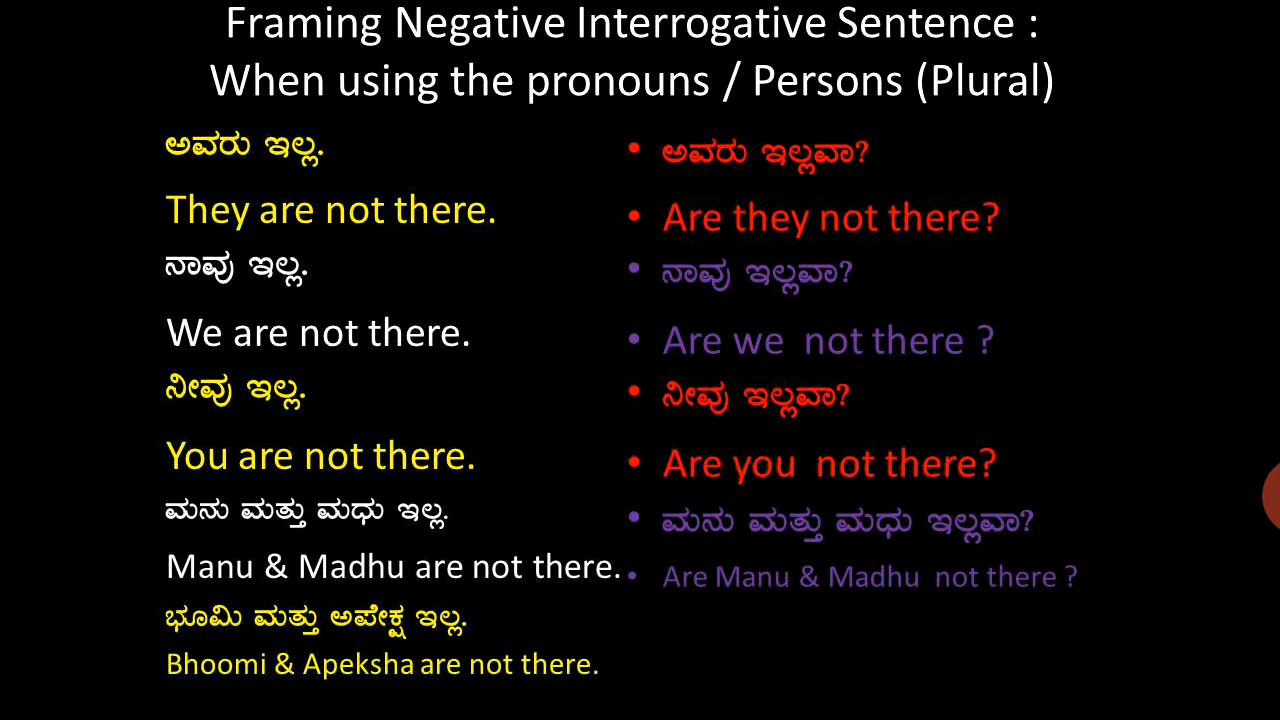 Framing Negative Interrogative Sentence :
When using the pronouns / Persons (Plural)
ಅವರು ಇಲ್ಲ.
They are not there.
ನಾವು ಇಲ್ಲ.
We are not there.
ನೀವು ಇಲ್ಲ.
You are not there.
ಮನು ಮತ್ತು ಮಧು ಇಲ್ಲ.
Manu & Madhu are not there.
ಭೂಮಿ ಮತ್ತು ಅಪೇಕ್ಷ ಇಲ್ಲ.
Bhoomi & Apeksha are not there.
• ಅವರು ಇಲ್ಲವಾ?
• Are they not there?
• ನಾವು ಇಲ್ಲವಾ?
• Are we not there ?
• ನೀವು ಇಲ್ಲವಾ?
• Are you not there?
• ಮನು ಮತ್ತು ಮಧು ಇಲ್ಲವಾ?
• Are Manu & Madhu not there ?